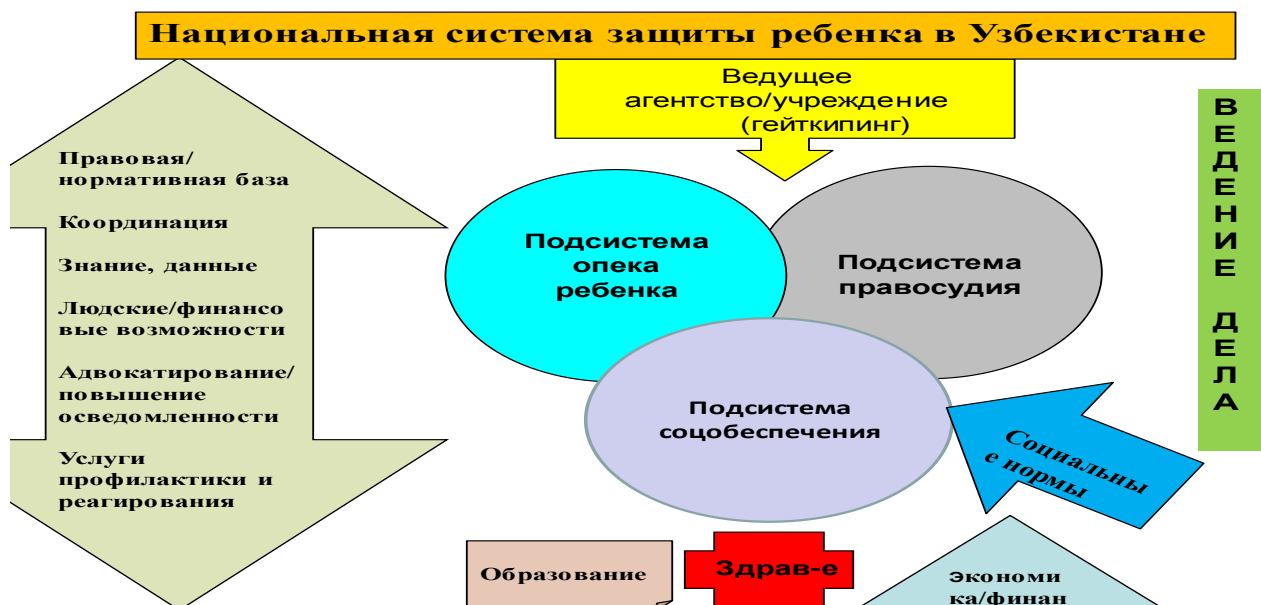 Национальная система защиты ребенка в Узбекистане
Ведущее
агентство/учреждение
(гейткипинг)
Правовая/
нормативная база
Координация
Знание, данные
Людские/финансо
вые возможности
Адвокатирование/
повышение
осведомленности
Услуги
профилактики и
реагирования
Подсистема
опека
ребенка
Подсистема
правосудия
Подсистема
соцобеспечения
Социальны
е нормы
В
Е
Д
Е
Н
И
Е
Д
Е
Л
А
Образование
Здрав-е
экономи
ка/финан